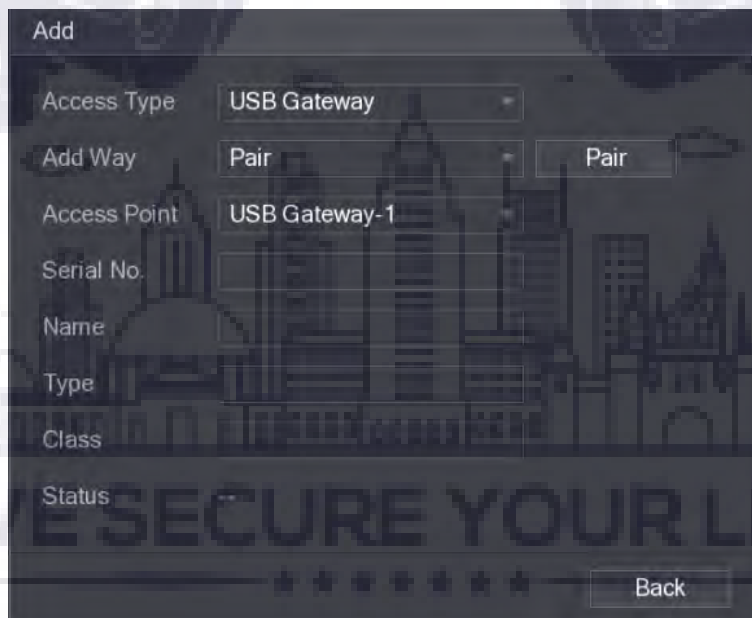 Add
Access Type USB Gateway
Add Way Pair Pair
Access Point USB Gateway-1
Serial No.
Name
Type
Class
Status --
VE SECURE YOUR L
Back